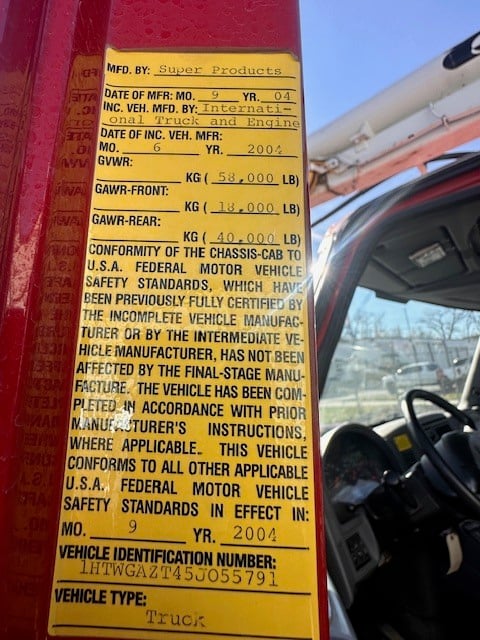 MFD. BY: Super Products
DATE OF MFR: MO. 9 YR. 04
INC. VEH. MFD. BY: Internati-
onal Truck and Engine
DATE OF INC. VEH. MFR:
MO. 6 YR. 2004
GVWR:
KG ( 58,000 LB)
GAWR-FRONT:
KG ( 18,000 LB)
GAWR-REAR:
KG ( 40,000 LB)
CONFORMITY OF THE CHASSIS-CAB TO
U.S.A. FEDERAL MOTOR VEHICLE
SAFETY STANDARDS, WHICH HAVE
BEEN PREVIOUSLY FULLY CERTIFIED BY
THE INCOMPLETE VEHICLE MANUFAC-
TURER OR BY THE INTERMEDIATE VE-
HICLE MANUFACTURER, HAS NOT BEEN
AFFECTED BY THE FINAL-STAGE MANU-
FACTURE. THE VEHICLE HAS BEEN COM-
PLETED IN ACCORDANCE WITH PRIOR
MANUFACTURER'S INSTRUCTIONS,
WHERE APPLICABLE. THIS VEHICLE
CONFORMS TO ALL OTHER APPLICABLE
U.S.A. FEDERAL MOTOR VEHICLE
SAFETY STANDARDS IN EFFECT IN:
MO. 9 YR. 2004
VEHICLE IDENTIFICATION NUMBER:
1HTWGAZT45J055791
VEHICLE TYPE:
Truck